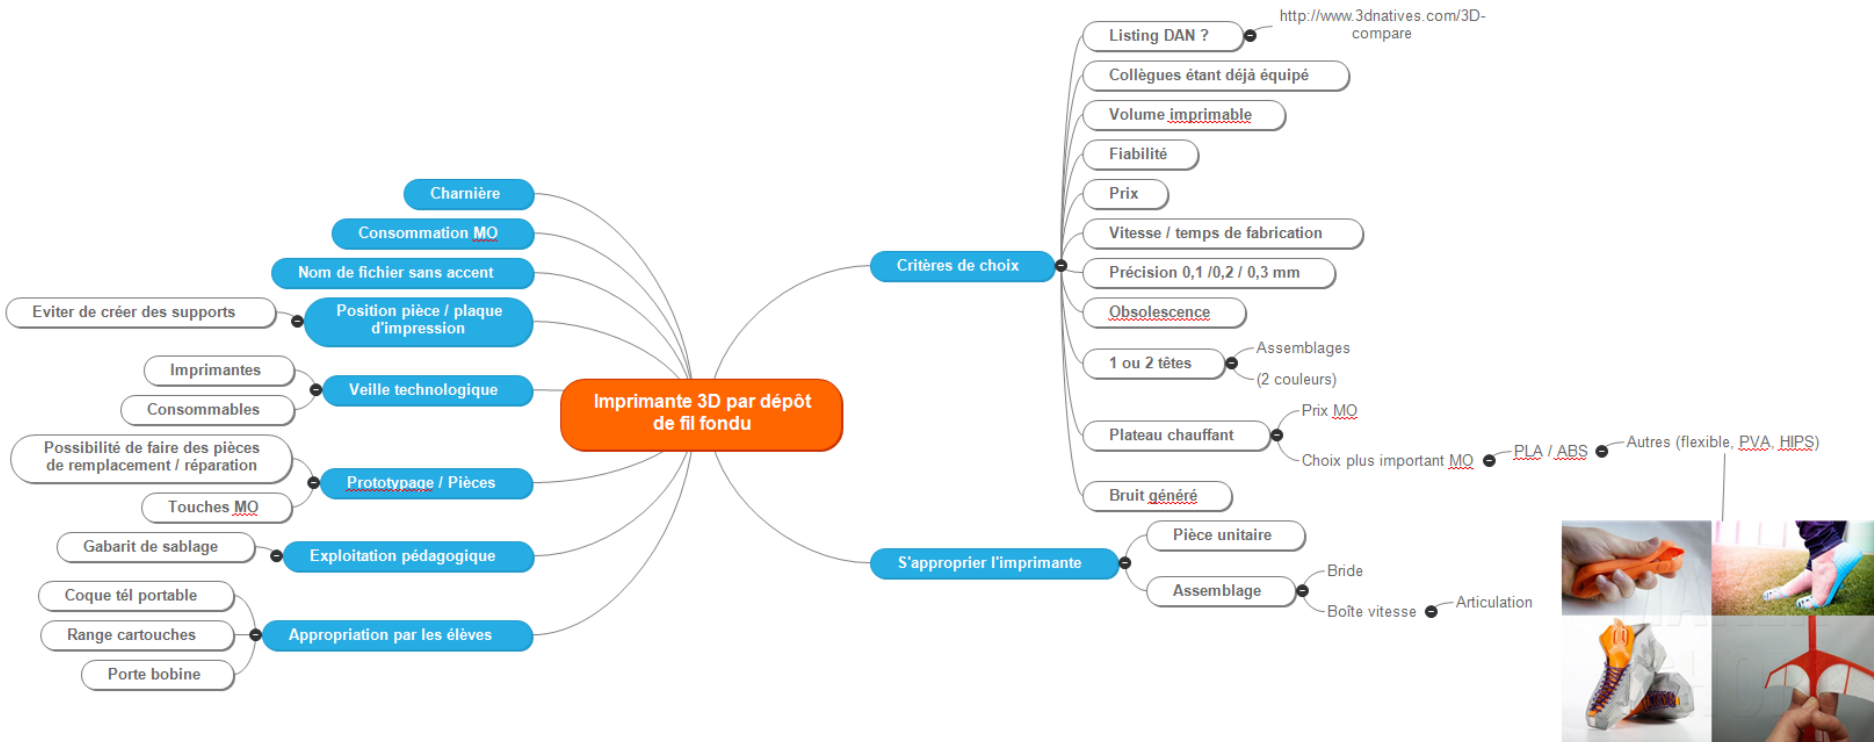 Imprimante 3D par dépôt
de fil fondu
Critères de choix
Listing DAN ?
http://www.3dnatives.com/3D-
compare
Collègues étant déjà équipé
Volume imprimable
Fiabilité
Prix
Vitesse / temps de fabrication
Précision 0,1 /0,2 / 0,3 mm
Obsolescence
1 ou 2 têtes
Assemblages
(2 couleurs)
Plateau chauffant
Prix MO
Choix plus important MO
PLA / ABS
Autres (flexible, PVA, HIPS)
Bruit généré
S'approprier l'imprimante
Pièce unitaire
Assemblage
Bride
Boîte vitesse
Articulation
Charnière
Consommation MO
Nom de fichier sans accent
Position pièce / plaque
d'impression
Eviter de créer des supports
Veille technologique
Imprimantes
Consommables
Prototypage / Pièces
Possibilité de faire des pièces
de remplacement / réparation
Touches MO
Exploitation pédagogique
Gabarit de sablage
Appropriation par les élèves
Coque tél portable
Range cartouches
Porte bobine